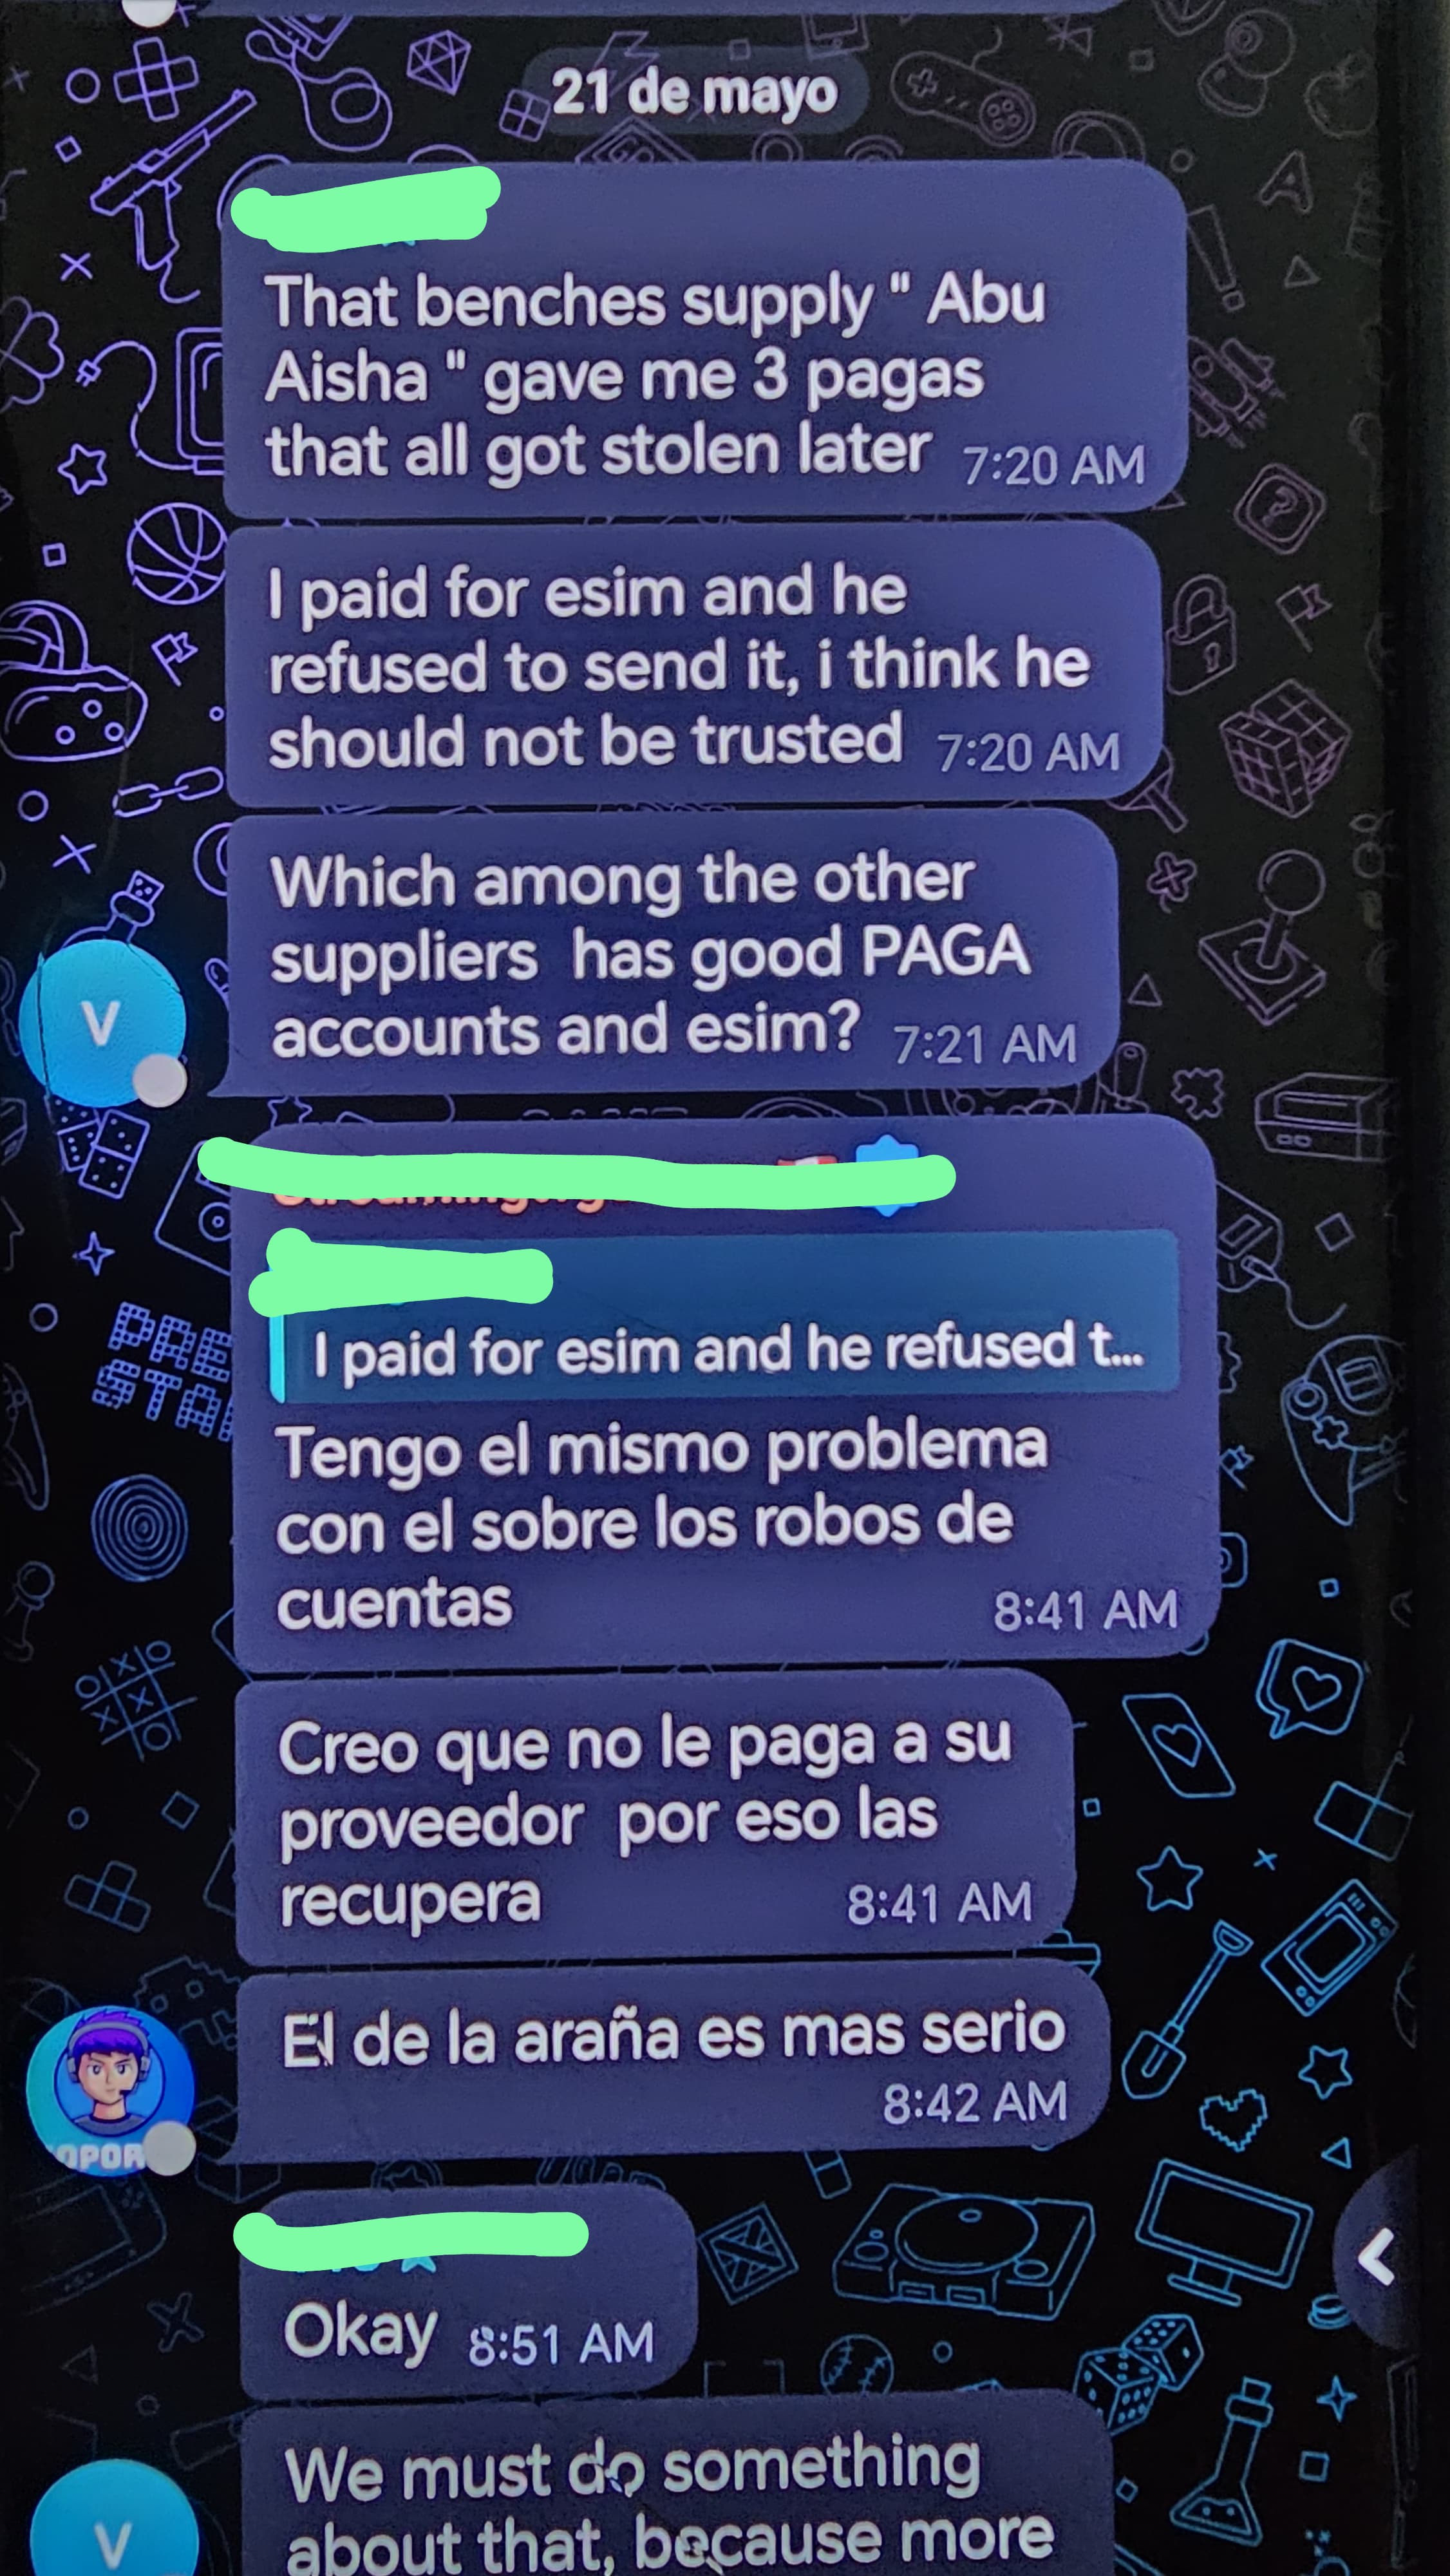 21 de mayo
That benches supply " Abu
Aisha " gave me 3 pagas
that all got stolen later 7:20 AM
I paid for esim and he
refused to send it, i think he
should not be trusted 7:20 AM
Which among the other
suppliers has good PAGA
accounts and esim? 7:21 AM
V
I paid for esim and he refused t...
Tengo el mismo problema
con el sobre los robos de
cuentas 8:41 AM
Creo que no le paga a su
proveedor por eso las
recupera 8:41 AM
El de la araña es mas serio
8:42 AM
OPOR
Okay 8:51 AM
We must do something
about that, because more
V